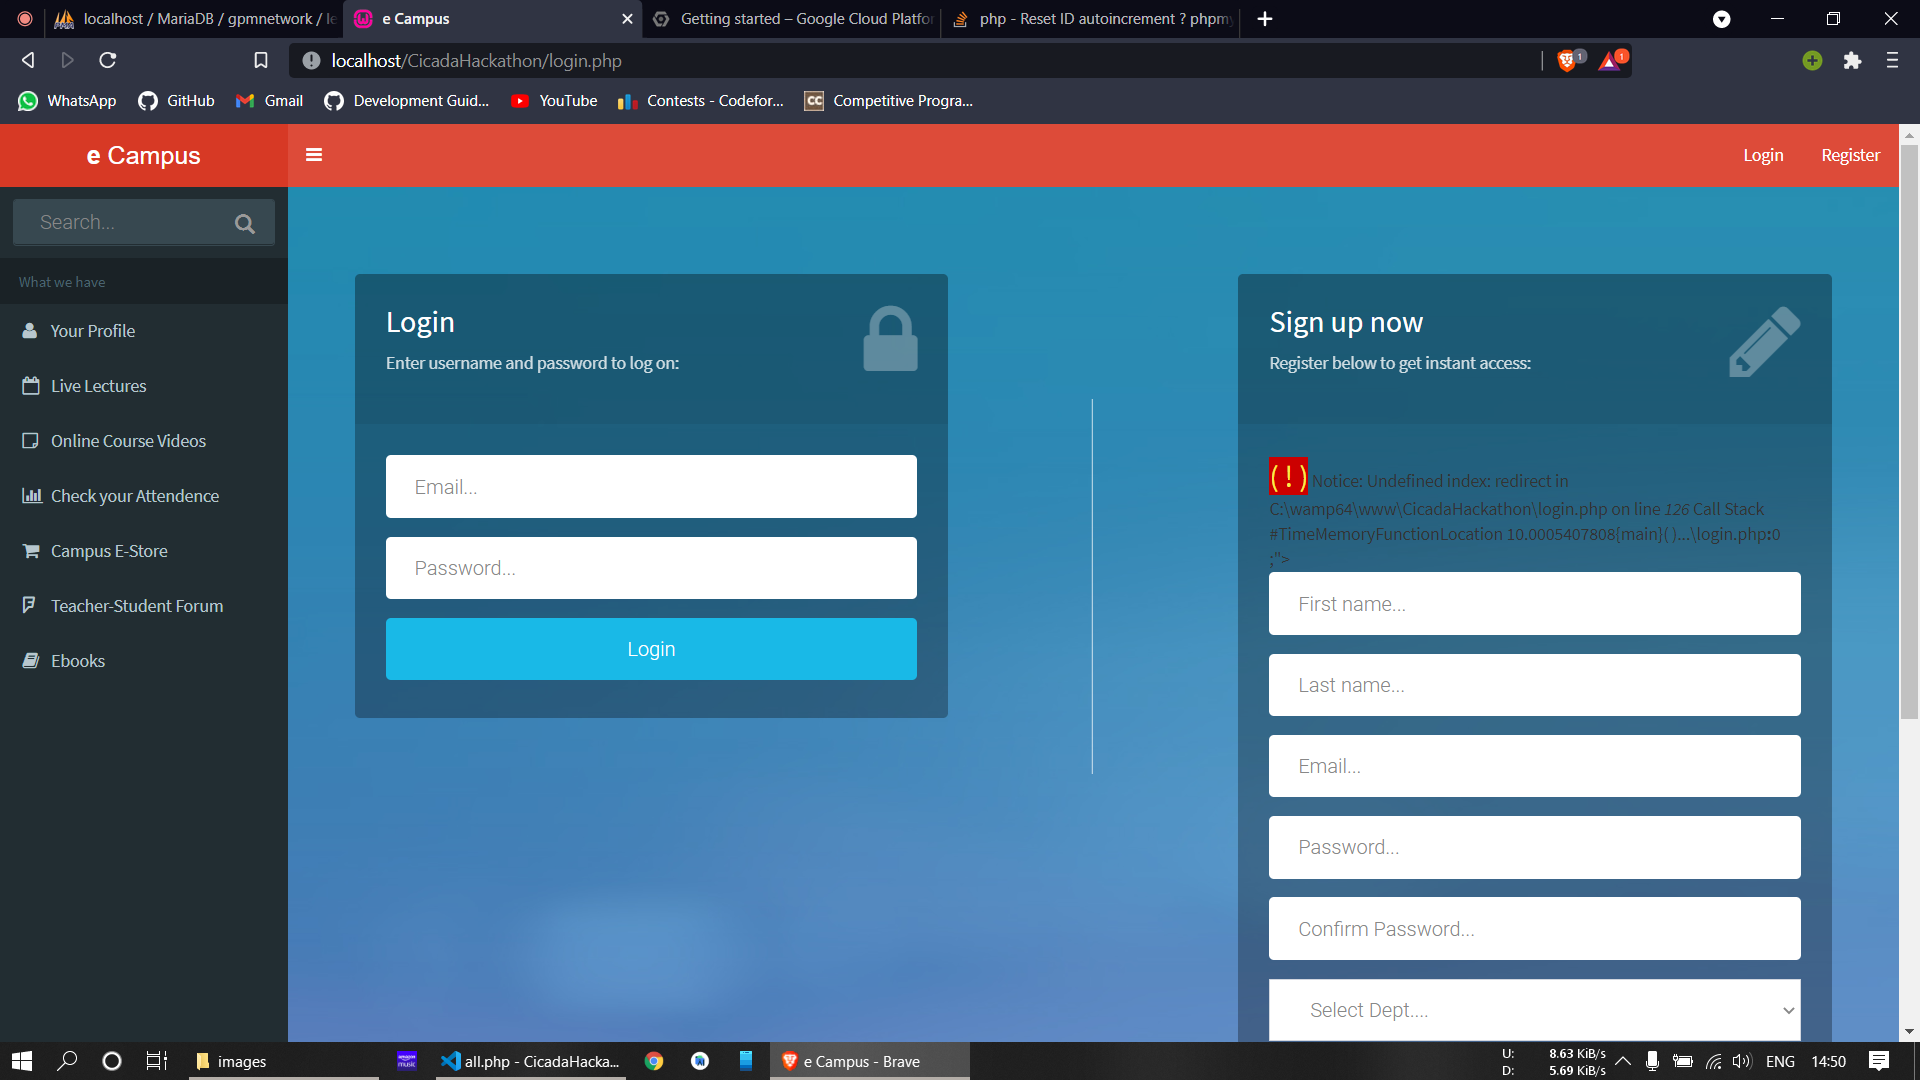 localhost / MariaDB / gpmnetwork / le
e Campus
Getting started – Google Cloud Platfor
php - Reset ID autoincrement ? phpmy
localhost/CicadaHackathon/login.php
1
1
WhatsApp
GitHub
Gmail
Development Guid...
YouTube
Contests - Codefor...
CC
Competitive Progra...
e Campus
Login
Register
Search...
What we have
Your Profile
Live Lectures
Online Course Videos
Check your Attendence
Campus E-Store
Teacher-Student Forum
Ebooks
Login
Enter username and password to log on:
Email...
Password...
Login
Sign up now
Register below to get instant access:
(!) Notice: Undefined index: redirect in
C:\wamp64\www\CicadaHackathon\login.php on line 126 Call Stack
#TimeMemoryFunctionLocation 10.0005407808{main}( )...\login.php:0
;">
First name...
Last name...
Email...
Password...
Confirm Password...
Select Dept....
images
amazon music
all.php - CicadaHacka...
e Campus - Brave
U: 8.63 KiB/s
D: 5.69 KiB/s
ENG
14:50